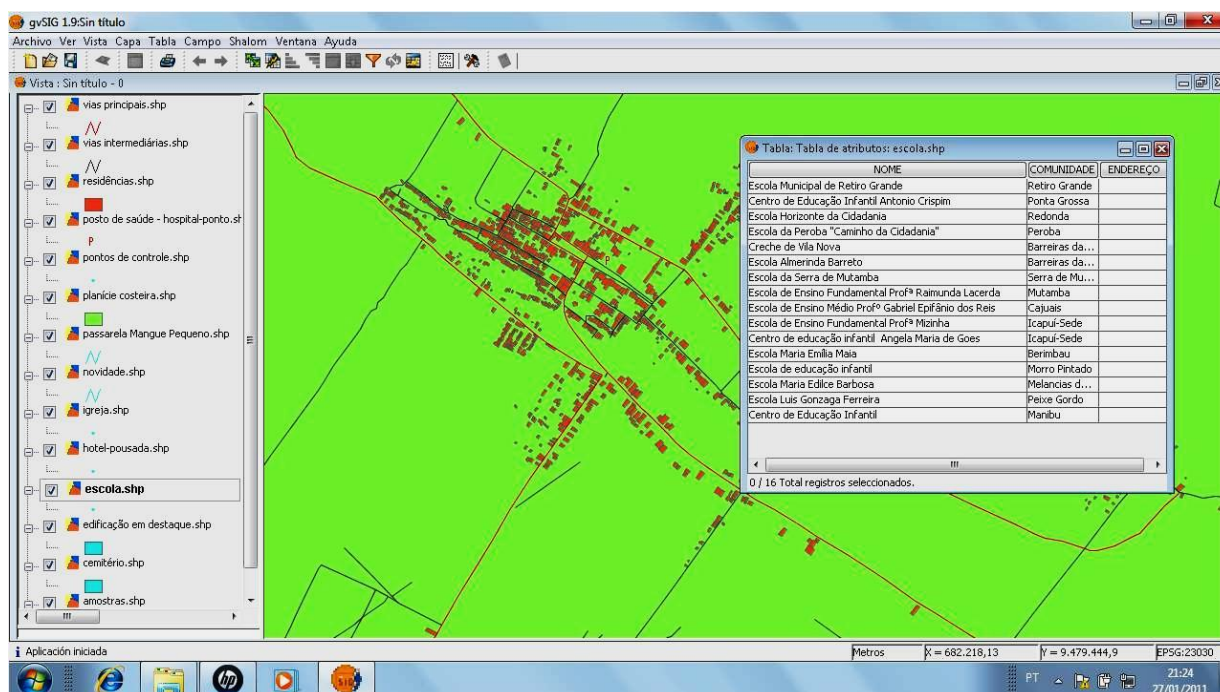 gvSIG 1.9:Sin título
Archivo Ver Vista Capa Tabla Campo Shalom Ventana Ayuda
Vista : Sin título - 0
vias principais.shp
vias intermediárias.shp
residências.shp
posto de saúde - hospital-ponto.sh
P
pontos de controle.shp
planície costeira.shp
passarela Mangue Pequeno.shp
novidade.shp
igreja.shp
hotel-pousada.shp
escola.shp
edificação em destaque.shp
cemitério.shp
amostras.shp
P
Tabla: Tabla de atributos: escola.shp
NOME COMUNIDADE ENDEREÇO
Escola Municipal de Retiro Grande Retiro Grande
Centro de Educação Infantil Antonio Crispim Ponta Grossa
Escola Horizonte da Cidadania Redonda
Escola da Peroba "Caminho da Cidadania" Peroba
Creche de Vila Nova Barreiras da...
Escola Almerinda Barreto Barreiras da...
Escola da Serra de Mutamba Serra de Mu...
Escola de Ensino Fundamental Profª Raimunda Lacerda Mutamba
Escola de Ensino Médio Profº Gabriel Epifânio dos Reis Cajuais
Escola de Ensino Fundamental Profª Mizinha Icapuí-Sede
Centro de educação infantil Angela Maria de Goes Icapuí-Sede
Escola Maria Emília Maia Berimbau
Escola de educação infantil Morro Pintado
Escola Maria Edilce Barbosa Melancias d...
Escola Luis Gonzaga Ferreira Peixe Gordo
Centro de Educação Infantil Manibu
0 / 16 Total registros seleccionados.
Aplicación iniciada
Metros X = 682.218,13 Y = 9.479.444,9 EPSG:23030
hp
SIG
PT
21:24
27/01/2011